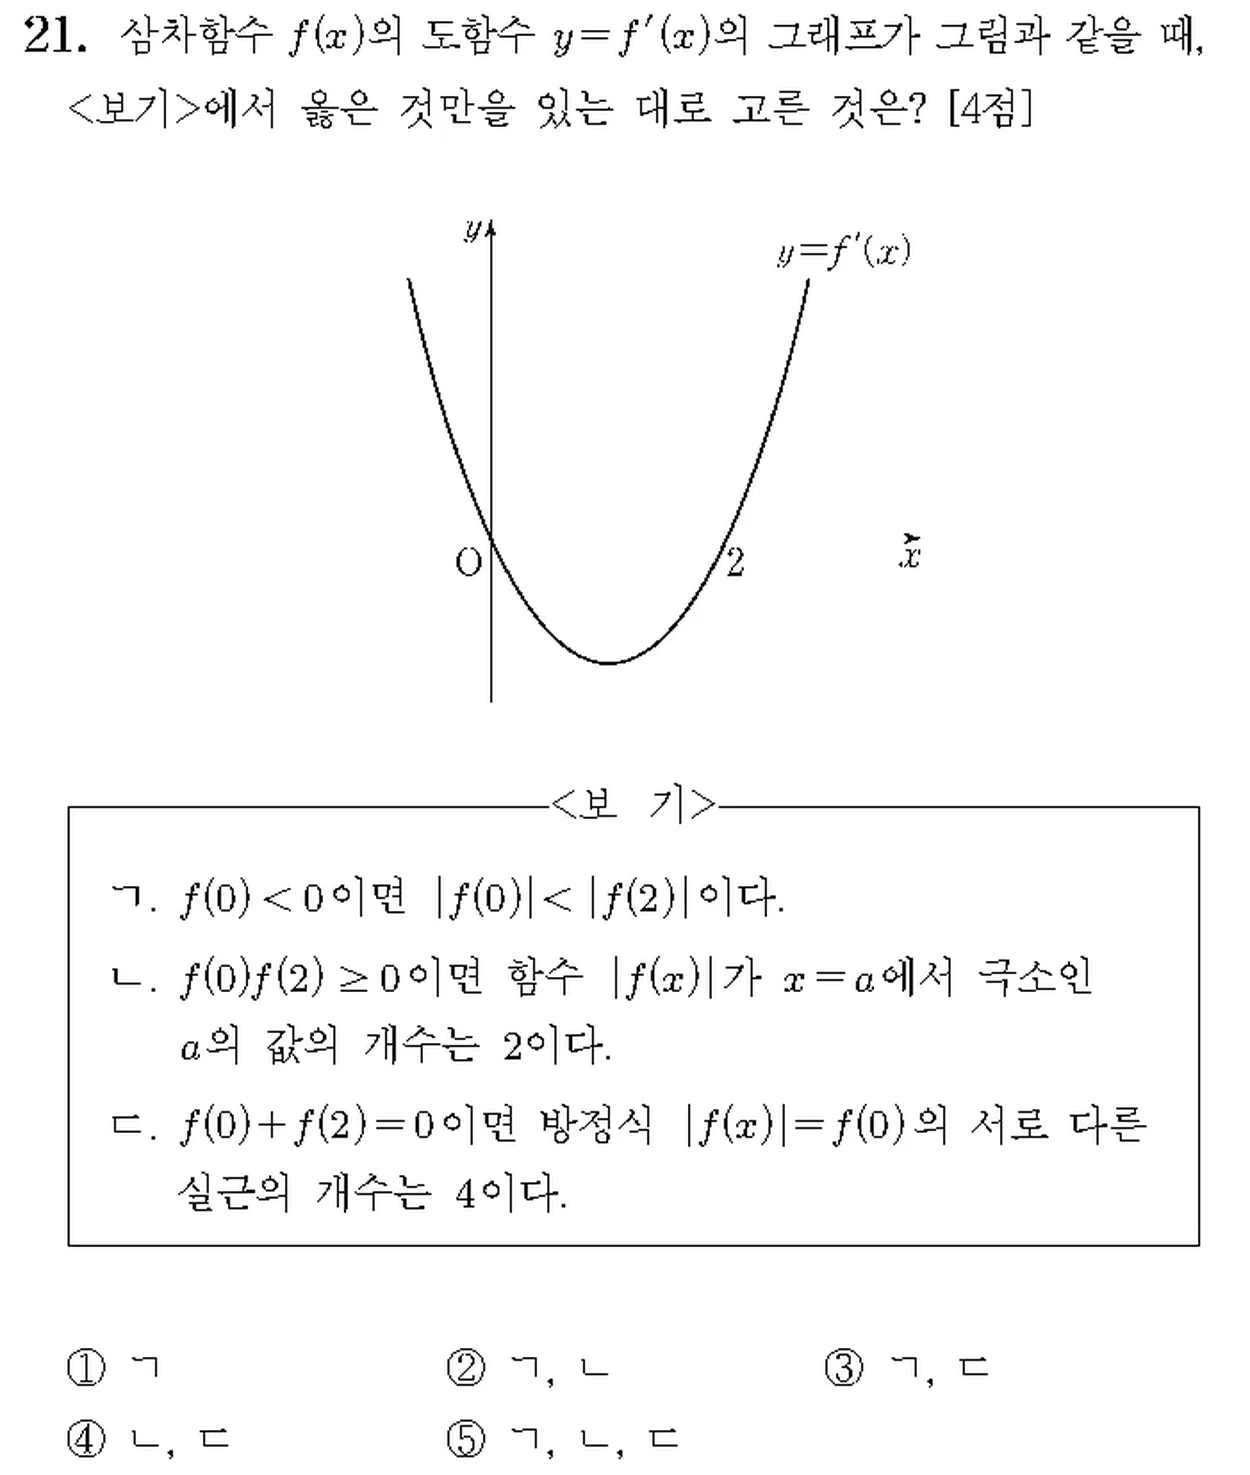 21. 삼차함수 f(x)의 도함수 y=f′(x)의 그래프가 그림과 같을 때,
<보기>에서 옳은 것만을 있는 대로 고른 것은? [4점]
y
y=f′(x)
O
2
x
<보 기>
ㄱ. f(0)<0이면 |f(0)|<|f(2)|이다.
ㄴ. f(0)f(2)≥0이면 함수 |f(x)|가 x=a에서 극소인
a의 값의 개수는 2이다.
ㄷ. f(0)+f(2)=0이면 방정식 |f(x)|=f(0)의 서로 다른
실근의 개수는 4이다.
① ㄱ ② ㄱ, ㄴ ③ ㄱ, ㄷ
④ ㄴ, ㄷ ⑤ ㄱ, ㄴ, ㄷ